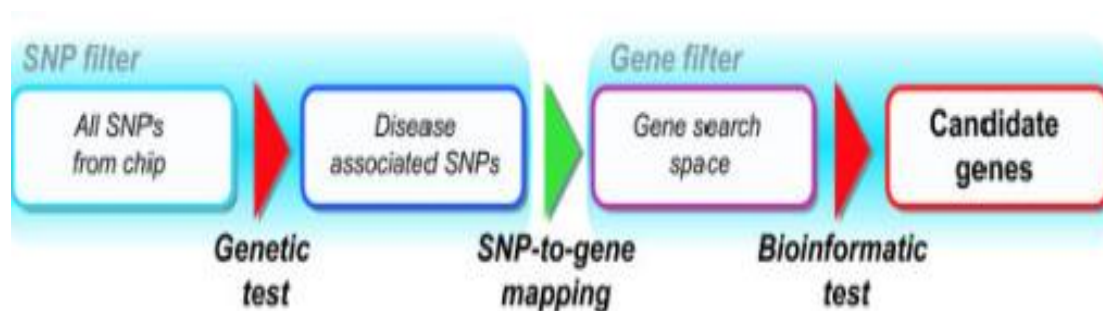 SNP filter
Gene filter
All SNPs
from chip
Disease
associated SNPs
Gene search
space
Candidate
genes
Genetic
test
SNP-to-gene
mapping
Bioinformatic
test